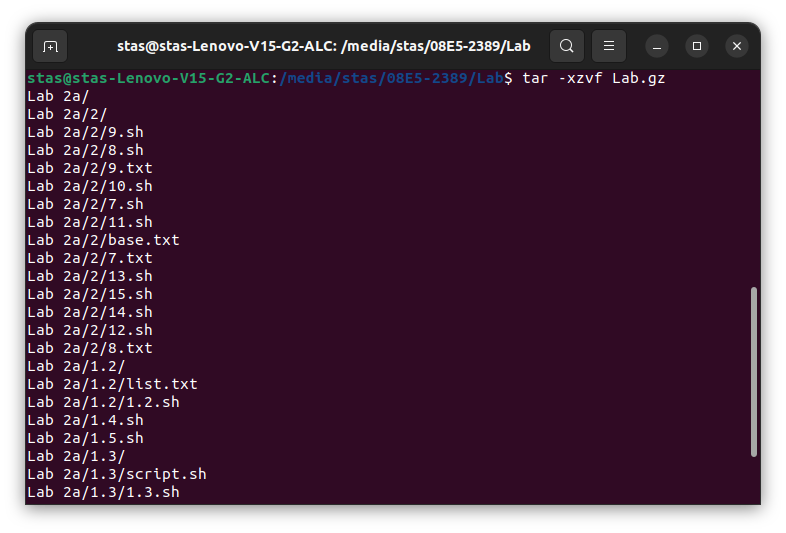 stas@stas-Lenovo-V15-G2-ALC: /media/stas/08E5-2389/Lab
stas@stas-Lenovo-V15-G2-ALC:/media/stas/08E5-2389/Lab$ tar -xzvf Lab.gz
Lab 2a/
Lab 2a/2/
Lab 2a/2/9.sh
Lab 2a/2/8.sh
Lab 2a/2/9.txt
Lab 2a/2/10.sh
Lab 2a/2/7.sh
Lab 2a/2/11.sh
Lab 2a/2/base.txt
Lab 2a/2/7.txt
Lab 2a/2/13.sh
Lab 2a/2/15.sh
Lab 2a/2/14.sh
Lab 2a/2/12.sh
Lab 2a/2/8.txt
Lab 2a/1.2/
Lab 2a/1.2/list.txt
Lab 2a/1.2/1.2.sh
Lab 2a/1.4.sh
Lab 2a/1.5.sh
Lab 2a/1.3/
Lab 2a/1.3/script.sh
Lab 2a/1.3/1.3.sh